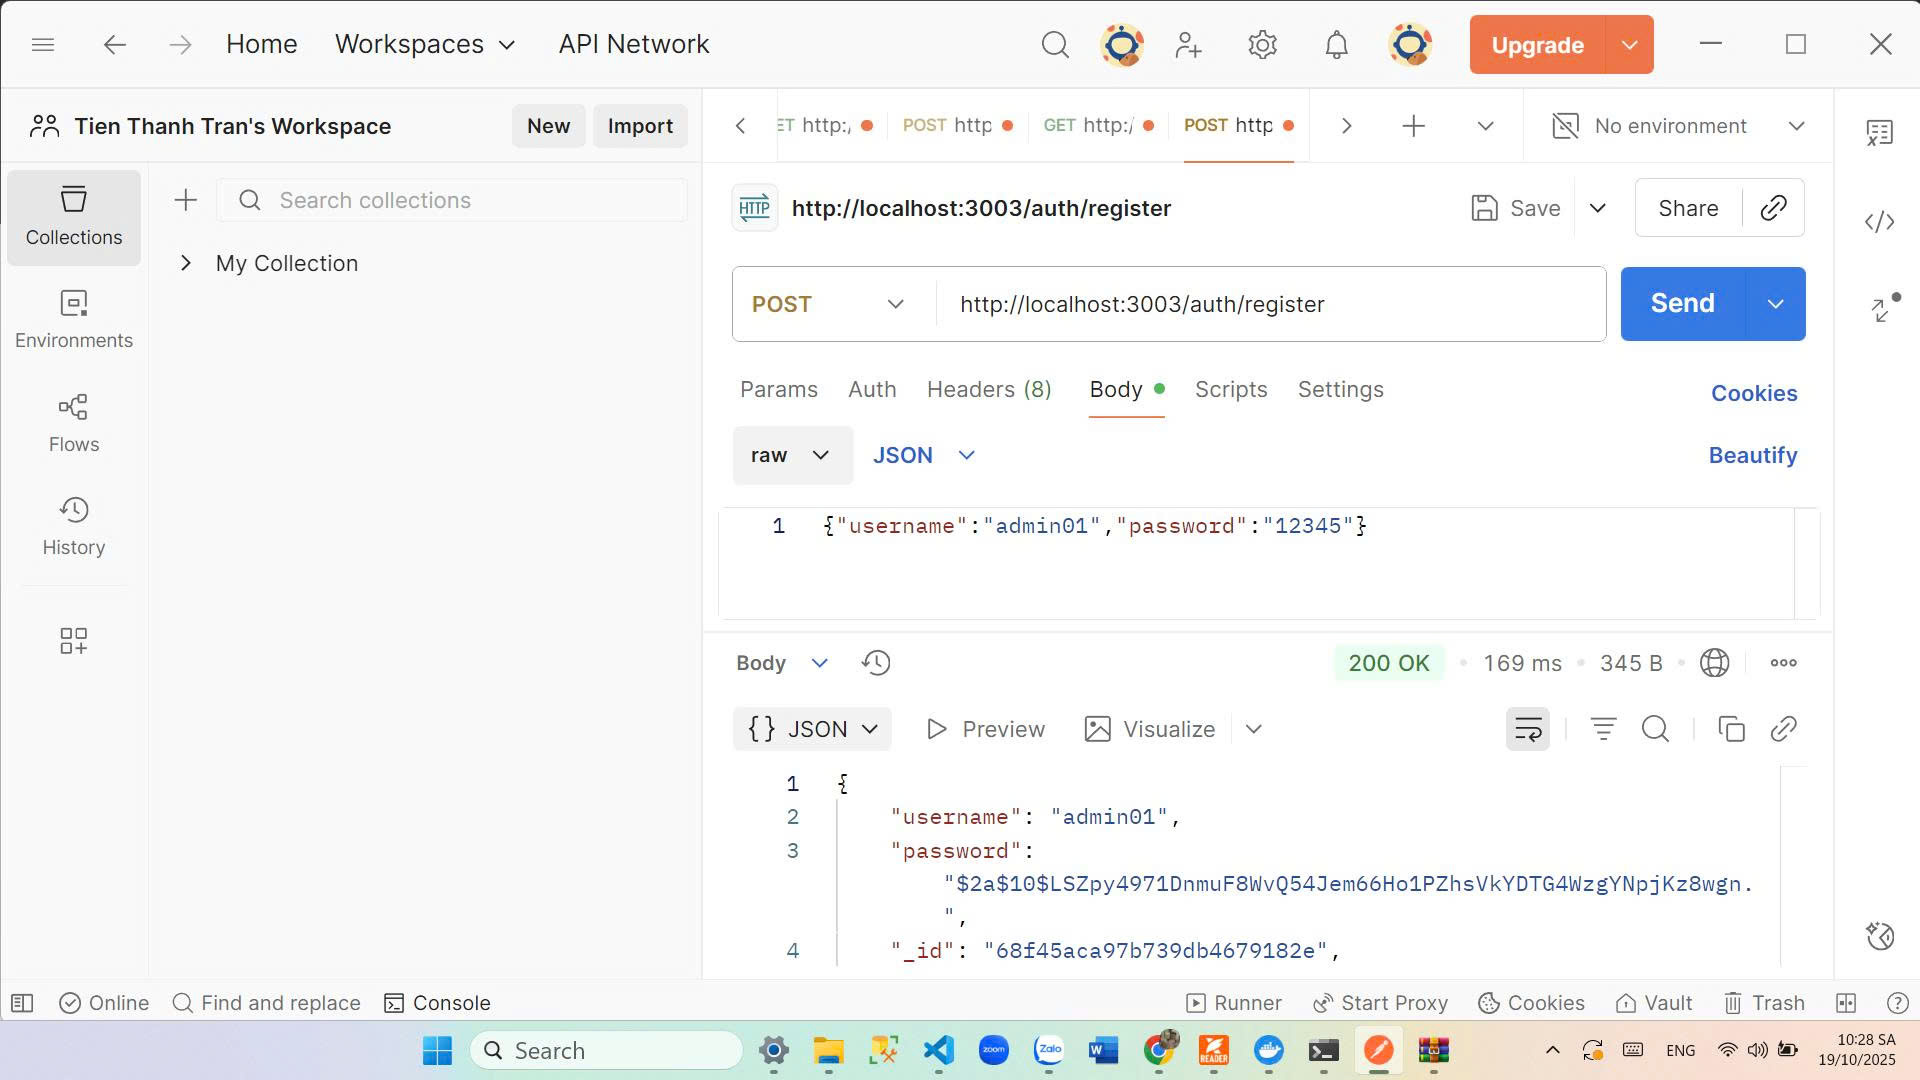 Home Workspaces API Network Upgrade
Tien Thanh Tran's Workspace New Import
ET http:/ POST http GET http:/ POST http No environment
Collections
Search collections
My Collection
Environments
Flows
History
HTTP http://localhost:3003/auth/register Save Share
POST http://localhost:3003/auth/register Send
Params Auth Headers (8) Body Scripts Settings Cookies
raw JSON Beautify
1 {"username":"admin01","password":"12345"}
Body 200 OK 169 ms 345 B
{} JSON Preview Visualize
1 {
2 "username": "admin01",
3 "password":
"$2a$10$LSZpy4971DnmuF8WvQ54Jem66Ho1PZhsVkYDTG4WzgYNpjKz8wgn.
",
4 "_id": "68f45aca97b739db4679182e",
Online Find and replace Console Runner Start Proxy Cookies Vault Trash
Search zoom Zalo READER ENG 10:28 SA
19/10/2025